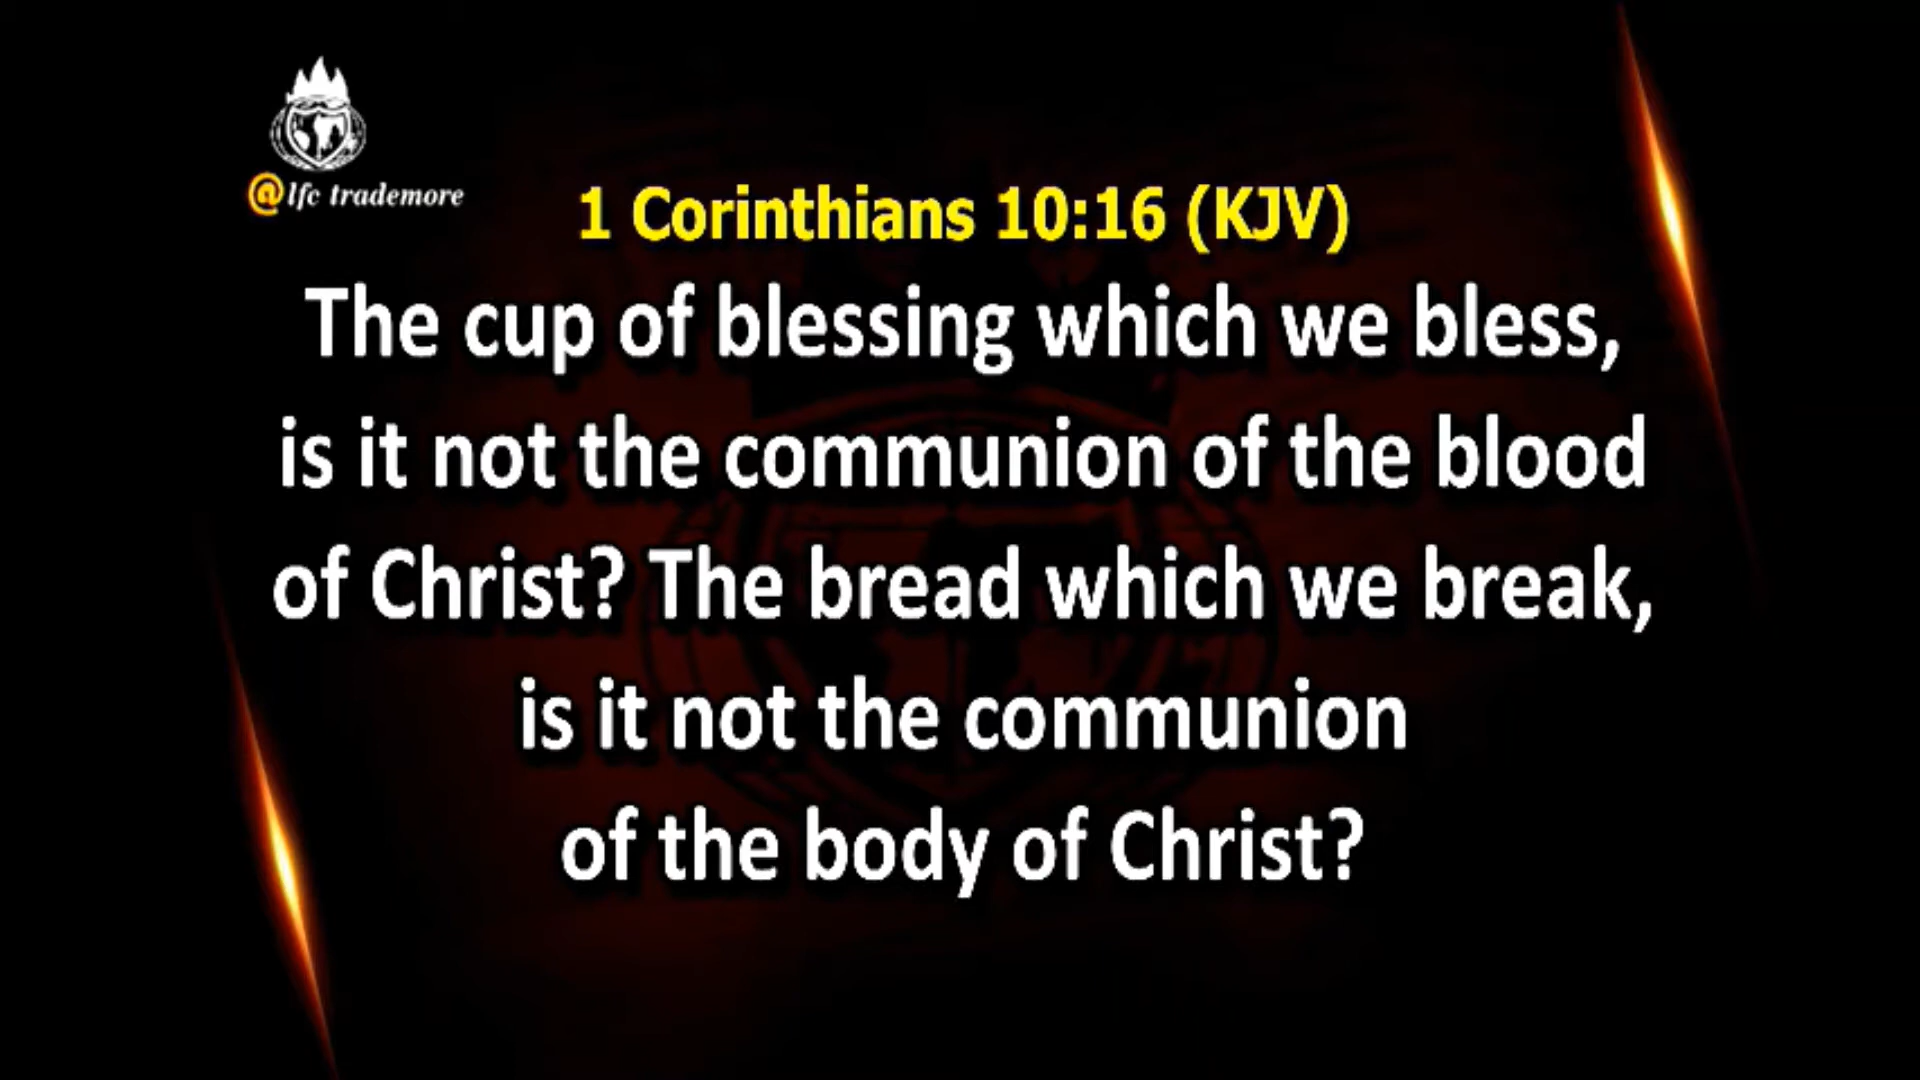 @lfc trademore
1 Corinthians 10:16 (KJV)
The cup of blessing which we bless,
is it not the communion of the blood
of Christ? The bread which we break,
is it not the communion
of the body of Christ?